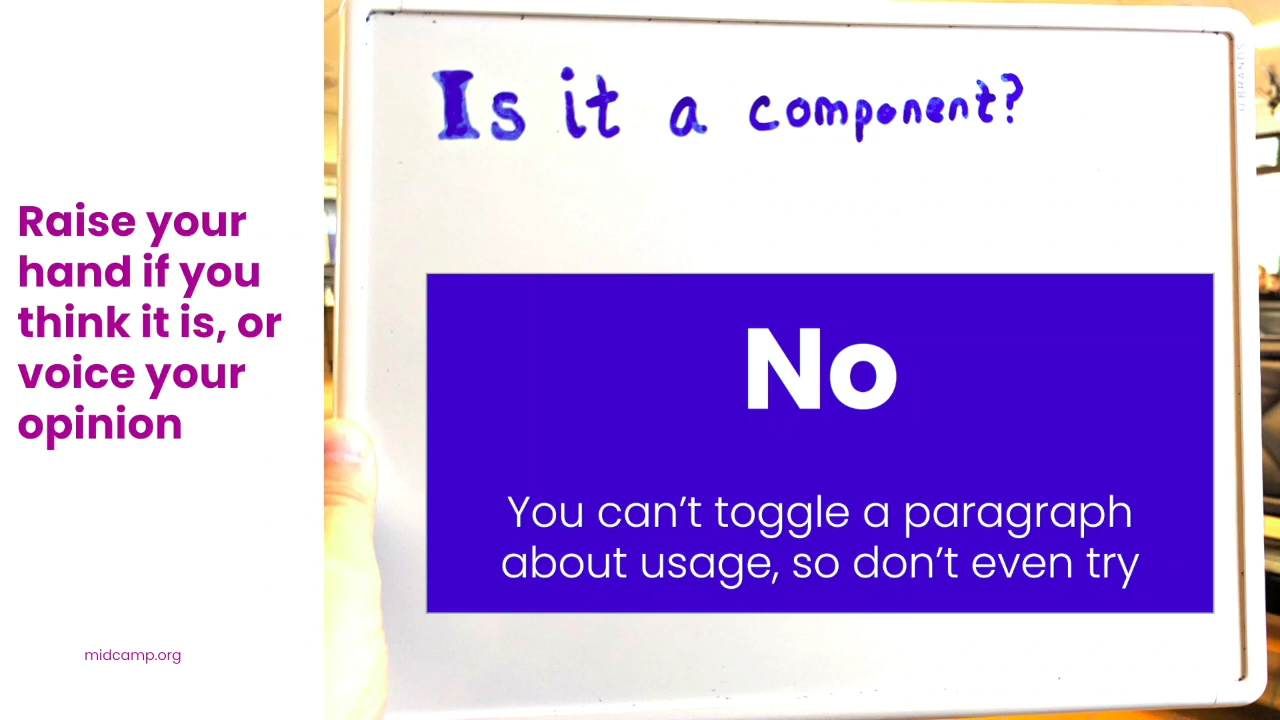 Raise your
hand if you
think it is, or
voice your
opinion
midcamp.org
Is it a component?
No
You can’t toggle a paragraph
about usage, so don’t even try